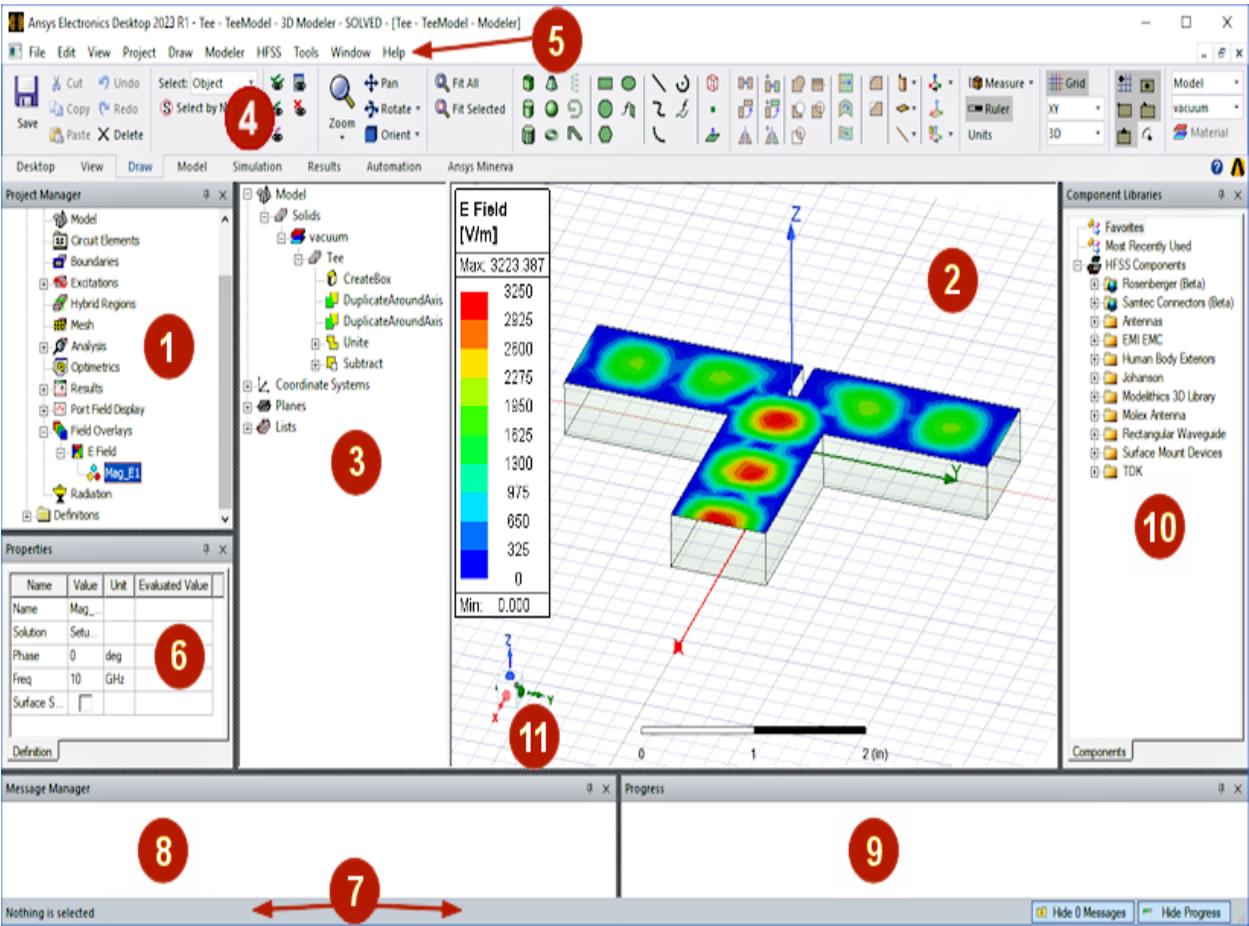 Ansys Electronics Desktop 2023 R1 - Tee - TeeModel - 3D Modeler - SOLVED - [Tee - TeeModel - Modeler]
File Edit View Project Draw Modeler HFSS Tools Window Help
5
Save
Cut
Copy
Paste
Undo
Redo
Delete
Select: Object
Select by N
4
Zoom
Pan
Rotate
Orient
Fit All
Fit Selected
Measure
Ruler
Units
Grid
XY
3D
Model
vacuum
Material
Desktop View Draw Model Simulation Results Automation Ansys Minerva
Project Manager
Model
Circuit Elements
Boundaries
Excitations
Hybrid Regions
Mesh
Analysis
Optimetrics
Results
Port Field Display
Field Overlays
E Field
Mag_E1
Radiation
Definitions
1
Properties
Name Value Unit Evaluated Value
Name Mag_...
Solution Setu...
Phase 0 deg
Freq 10 GHz
Surface S...
6
Definition
Model
Solids
vacuum
Tee
CreateBox
DuplicateAroundAxis
DuplicateAroundAxis
Unite
Subtract
Coordinate Systems
Planes
Lists
3
E Field
[V/m]
Max: 3223.387
3250
2925
2600
2275
1950
1625
1300
975
650
325
0
Min: 0.000
Z
2
Y
X
Z
Y
X
11
0 1 2 (in)
Component Libraries
Favorites
Most Recently Used
HFSS Components
Rosenberger (Beta)
Samtec Connectors (Beta)
Antennas
EMI EMC
Human Body Exteriors
Johanson
Modelithics 3D Library
Molex Antenna
Rectangular Waveguide
Surface Mount Devices
TDK
10
Components
Message Manager
8
Progress
9
7
Nothing is selected
Hide 0 Messages
Hide Progress